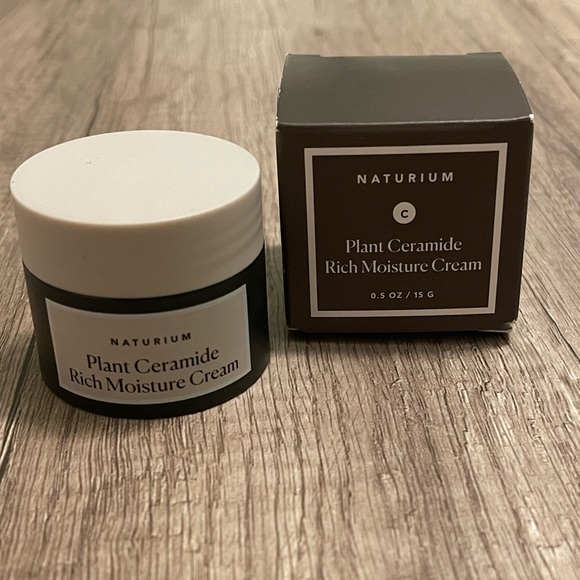 NATURIUM
Plant Ceramide
Rich Moisture Cream
NATURIUM
C
Plant Ceramide
Rich Moisture Cream
0.5 OZ / 15 G